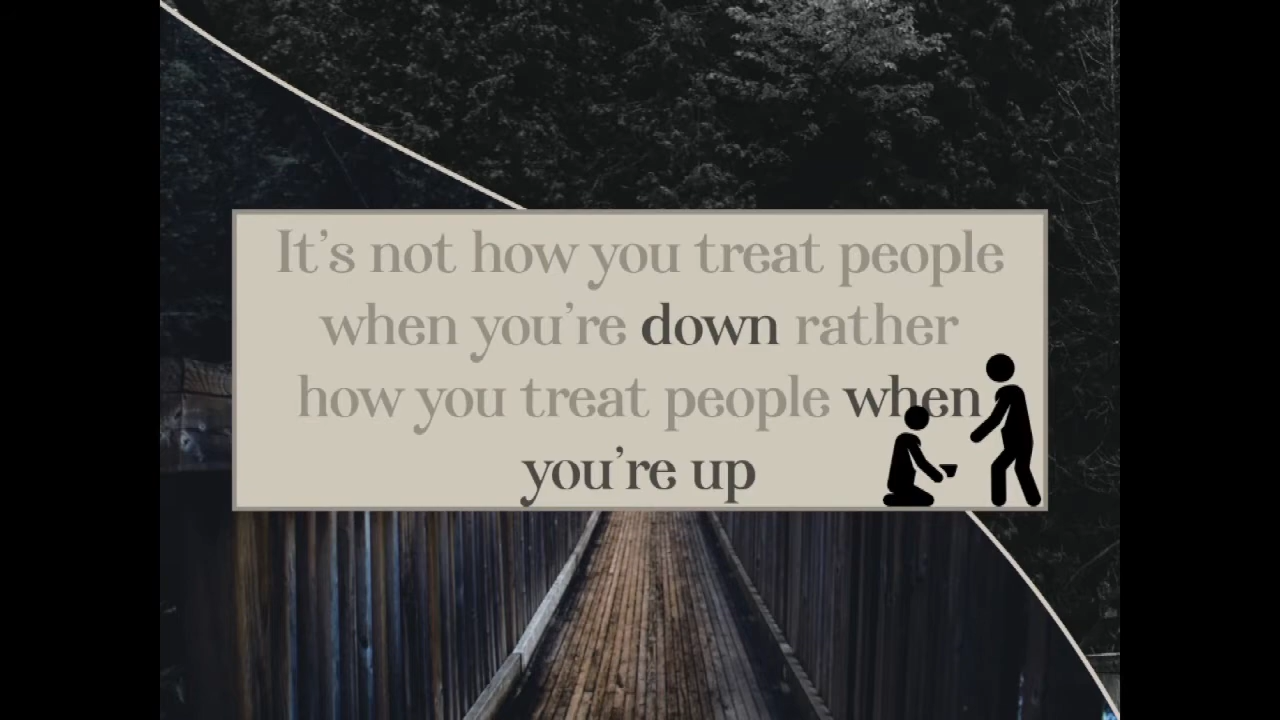 It's not how you treat people
when you're down rather
how you treat people when
you're up